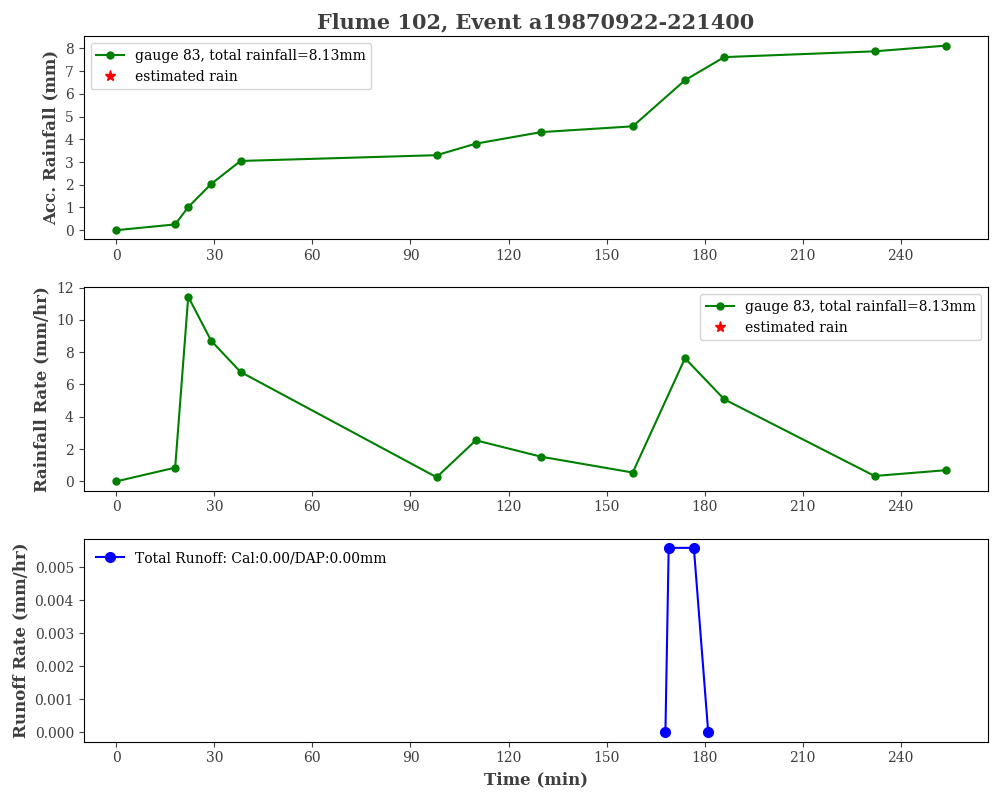 Flume 102, Event a19870922-221400
Acc. Rainfall (mm)
8
7
6
5
4
3
2
1
0
gauge 83, total rainfall=8.13mm
estimated rain
0 30 60 90 120 150 180 210 240
Rainfall Rate (mm/hr)
12
10
8
6
4
2
0
gauge 83, total rainfall=8.13mm
estimated rain
0 30 60 90 120 150 180 210 240
Runoff Rate (mm/hr)
0.005
0.004
0.003
0.002
0.001
0.000
Total Runoff: Cal:0.00/DAP:0.00mm
0 30 60 90 120 150 180 210 240
Time (min)